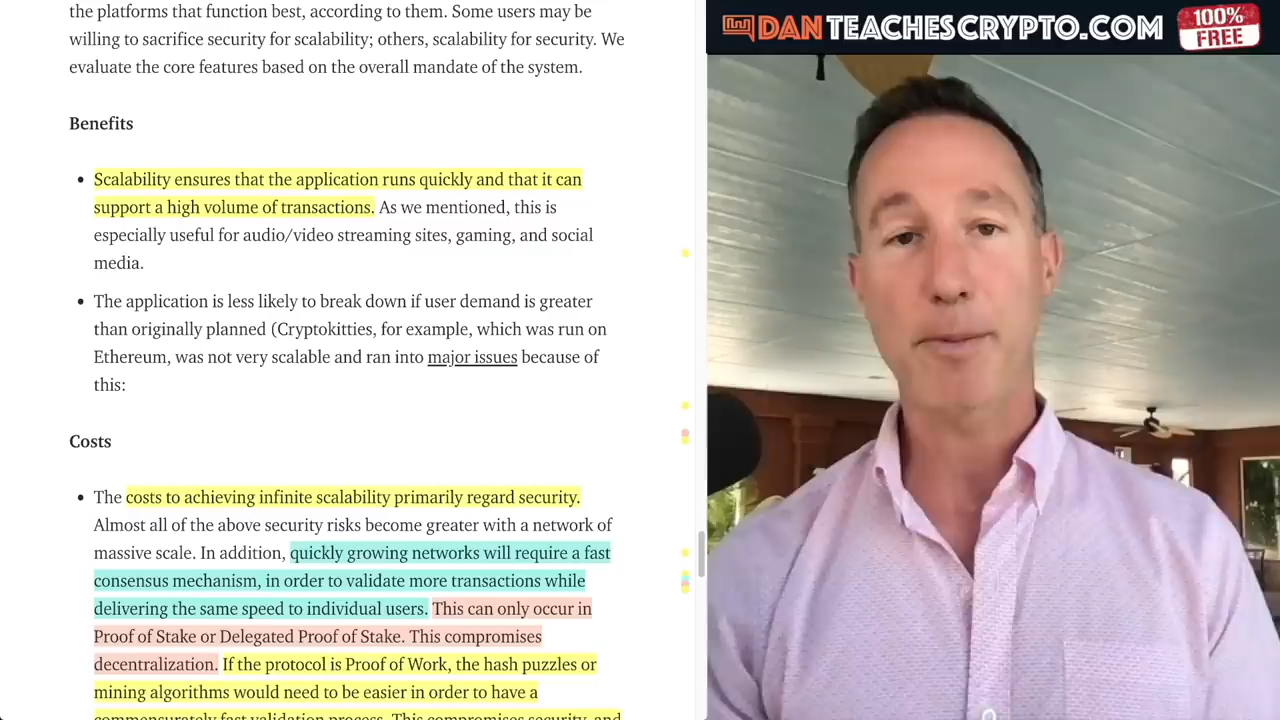 the platforms that function best, according to them. Some users may be
willing to sacrifice security for scalability; others, scalability for security. We
evaluate the core features based on the overall mandate of the system.
Benefits
Scalability ensures that the application runs quickly and that it can
support a high volume of transactions. As we mentioned, this is
especially useful for audio/video streaming sites, gaming, and social
media.
The application is less likely to break down if user demand is greater
than originally planned (Cryptokitties, for example, which was run on
Ethereum, was not very scalable and ran into major issues because of
this:
Costs
The costs to achieving infinite scalability primarily regard security.
Almost all of the above security risks become greater with a network of
massive scale. In addition, quickly growing networks will require a fast
consensus mechanism, in order to validate more transactions while
delivering the same speed to individual users. This can only occur in
Proof of Stake or Delegated Proof of Stake. This compromises
decentralization. If the protocol is Proof of Work, the hash puzzles or
mining algorithms would need to be easier in order to have a
commensurately fast validation process. This compromises security, and
DANTEACHESCRYPTO.COM
100%
FREE